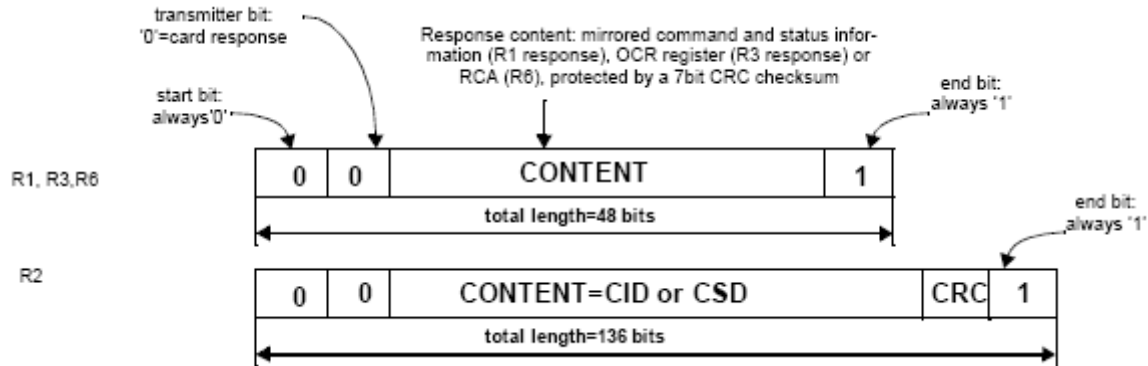 transmitter bit:
'0'=card response
Response content: mirrored command and status infor-
mation (R1 response), OCR register (R3 response) or
RCA (R6), protected by a 7bit CRC checksum
start bit:
always'0'
end bit:
always '1'
R1, R3,R6
0 0 CONTENT 1
total length=48 bits
end bit:
always '1'
R2
0 0 CONTENT=CID or CSD CRC 1
total length=136 bits